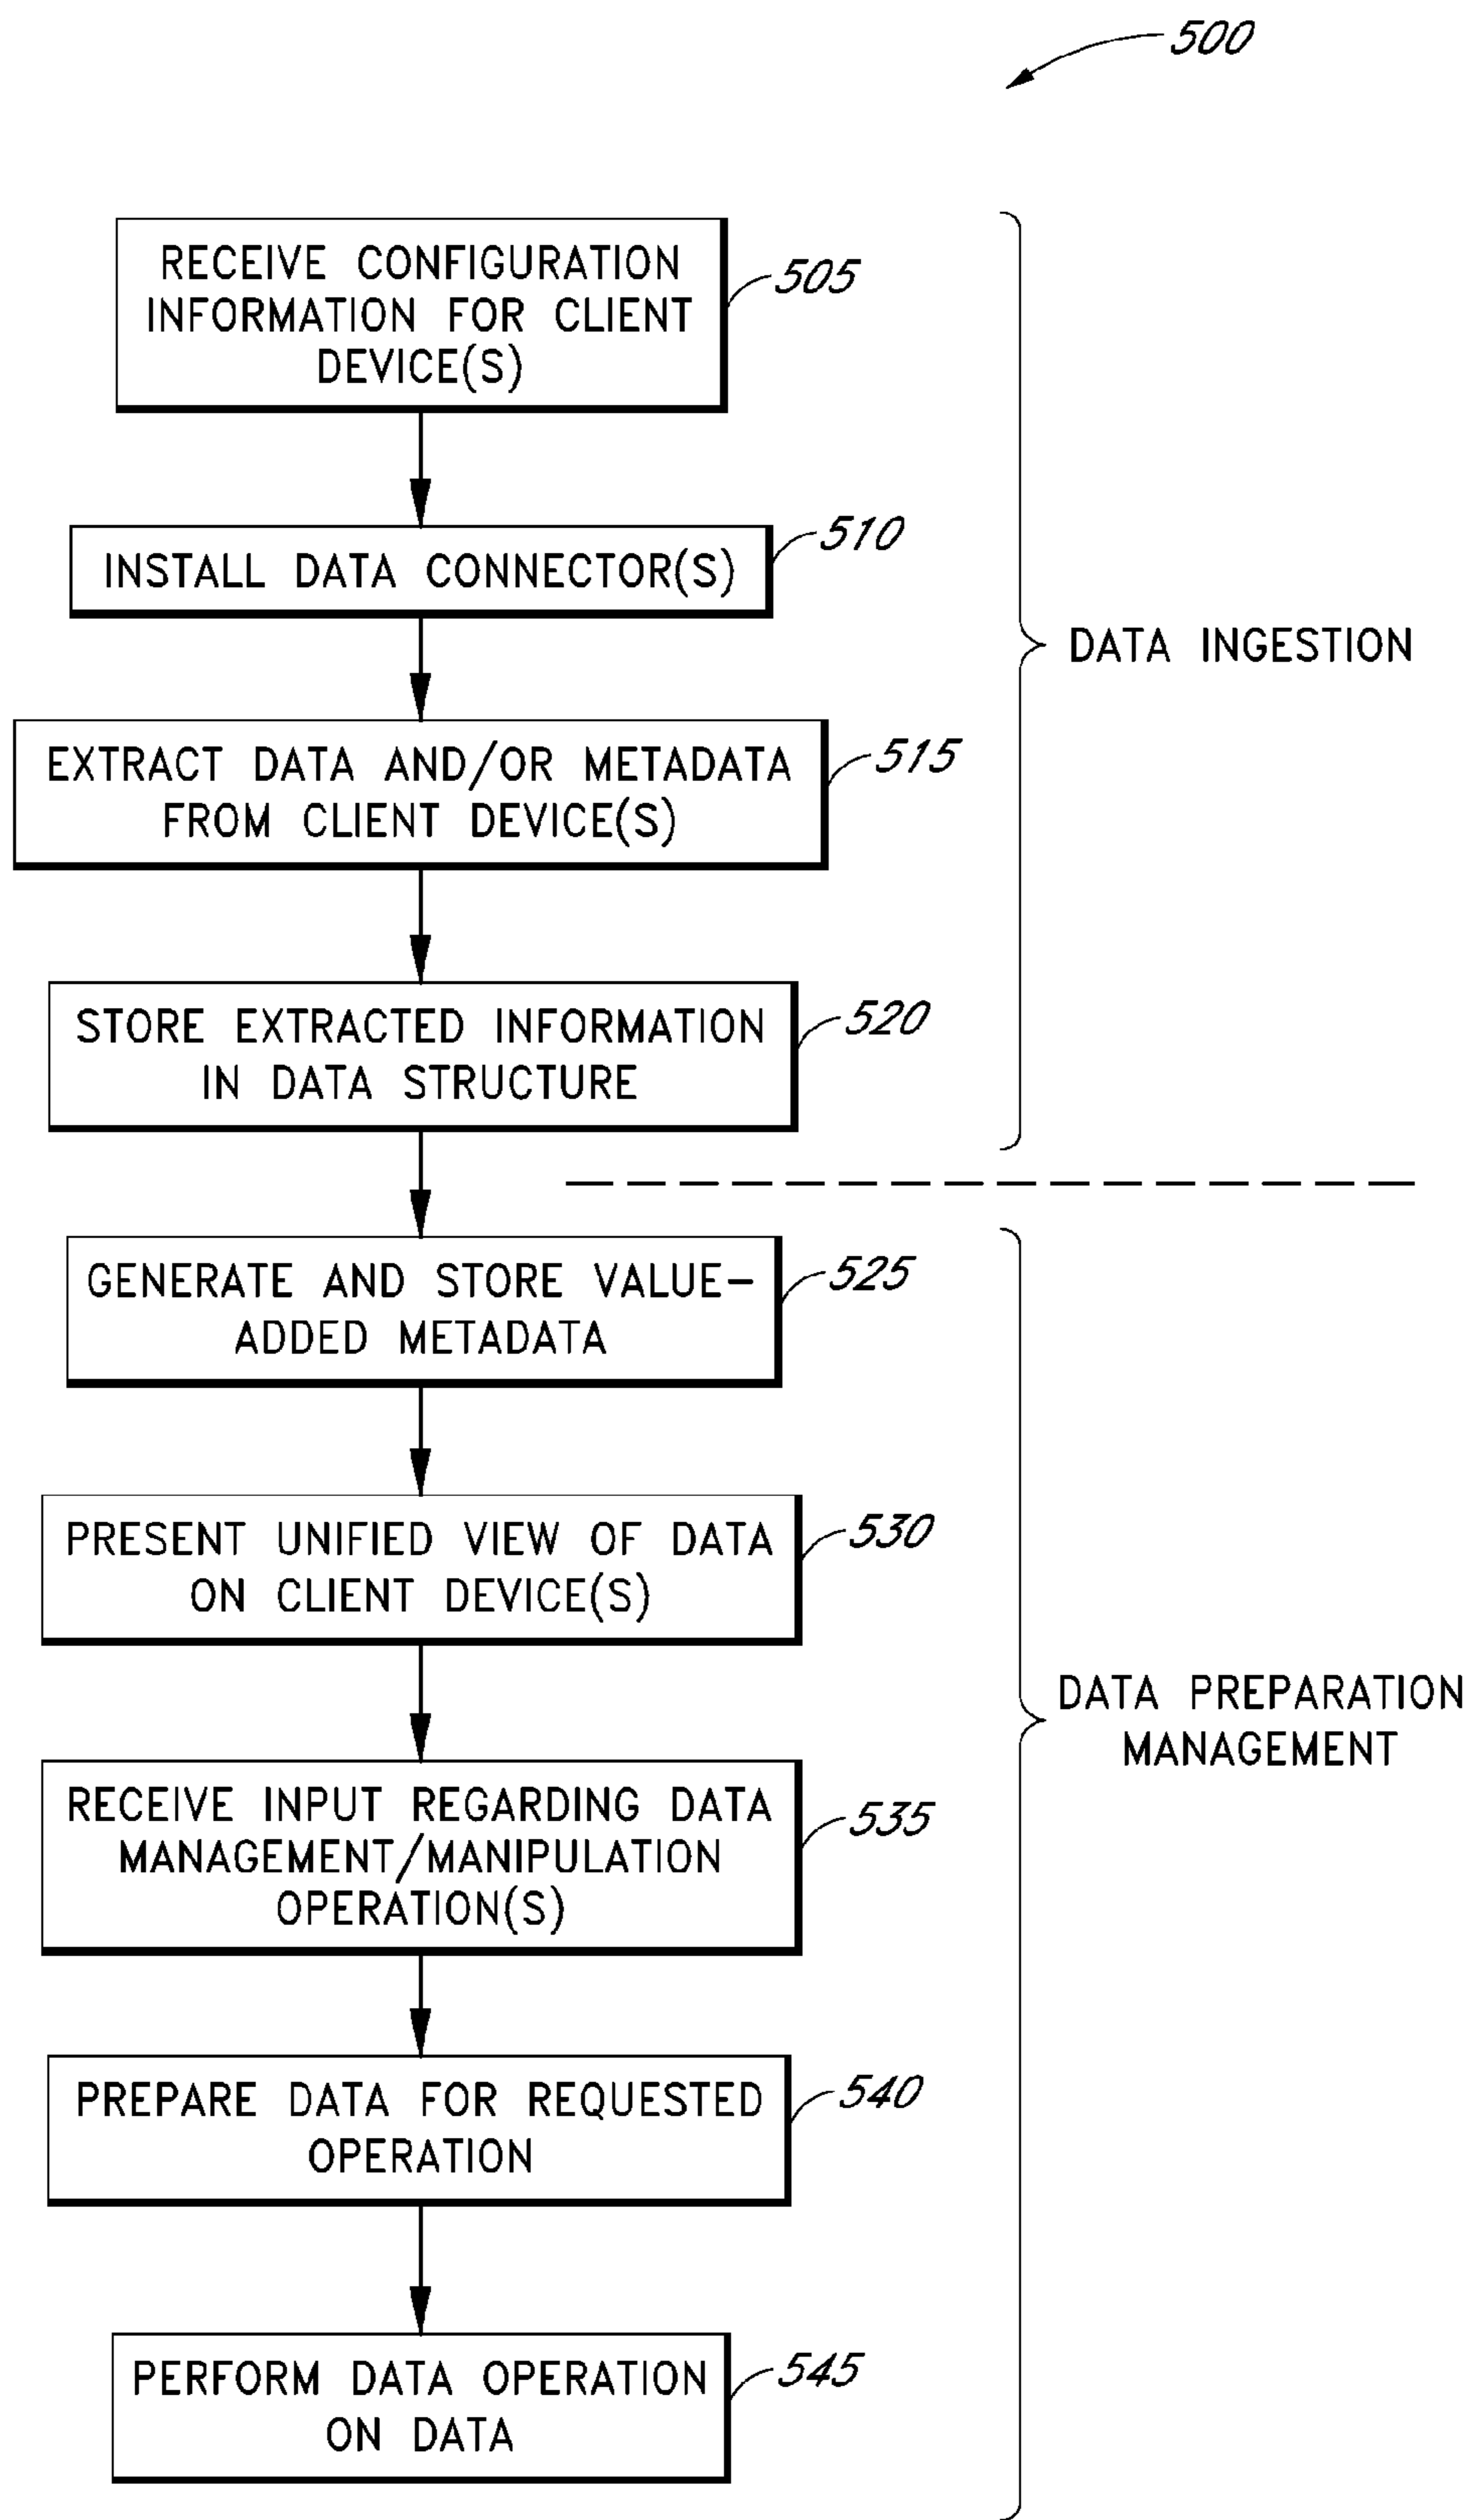 500
RECEIVE CONFIGURATION
INFORMATION FOR CLIENT
DEVICE(S)
505
INSTALL DATA CONNECTOR(S)
510
DATA INGESTION
EXTRACT DATA AND/OR METADATA
FROM CLIENT DEVICE(S)
515
STORE EXTRACTED INFORMATION
IN DATA STRUCTURE
520
GENERATE AND STORE VALUE-
ADDED METADATA
525
PRESENT UNIFIED VIEW OF DATA
ON CLIENT DEVICE(S)
530
DATA PREPARATION
MANAGEMENT
RECEIVE INPUT REGARDING DATA
MANAGEMENT/MANIPULATION
OPERATION(S)
535
PREPARE DATA FOR REQUESTED
OPERATION
540
PERFORM DATA OPERATION
ON DATA
545